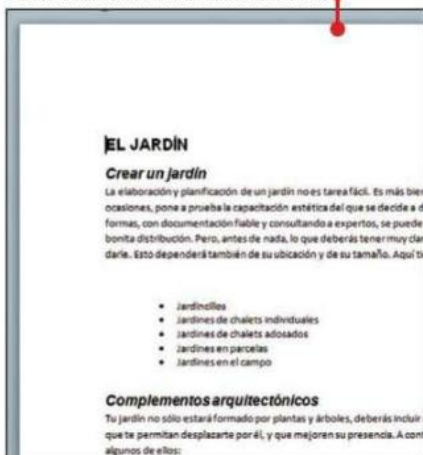 EL JARDÍN
Crear un jardín
La elaboración y planificación de un jardín no es tarea fácil. Es más bien
ocasiones, pone a prueba la capacitación estética del que se decide a
formas, con documentación fiable y consultando a expertos, se puede
bonita distribución. Pero, antes de nada, lo que deberás tener muy
darle. Esto dependerá también de su ubicación y de su tamaño. Aquí
• Jardincilles
• Jardines de chalets individuales
• Jardines de chalets adosados
• Jardines en parcelas
• Jardines en el campo
Complementos arquitectónicos
Tu jardín no sólo estará formado por plantas y árboles, deberás incluir
que te permitan desplazarte por él, y que mejoren su presencia. A
algunos de ellos: